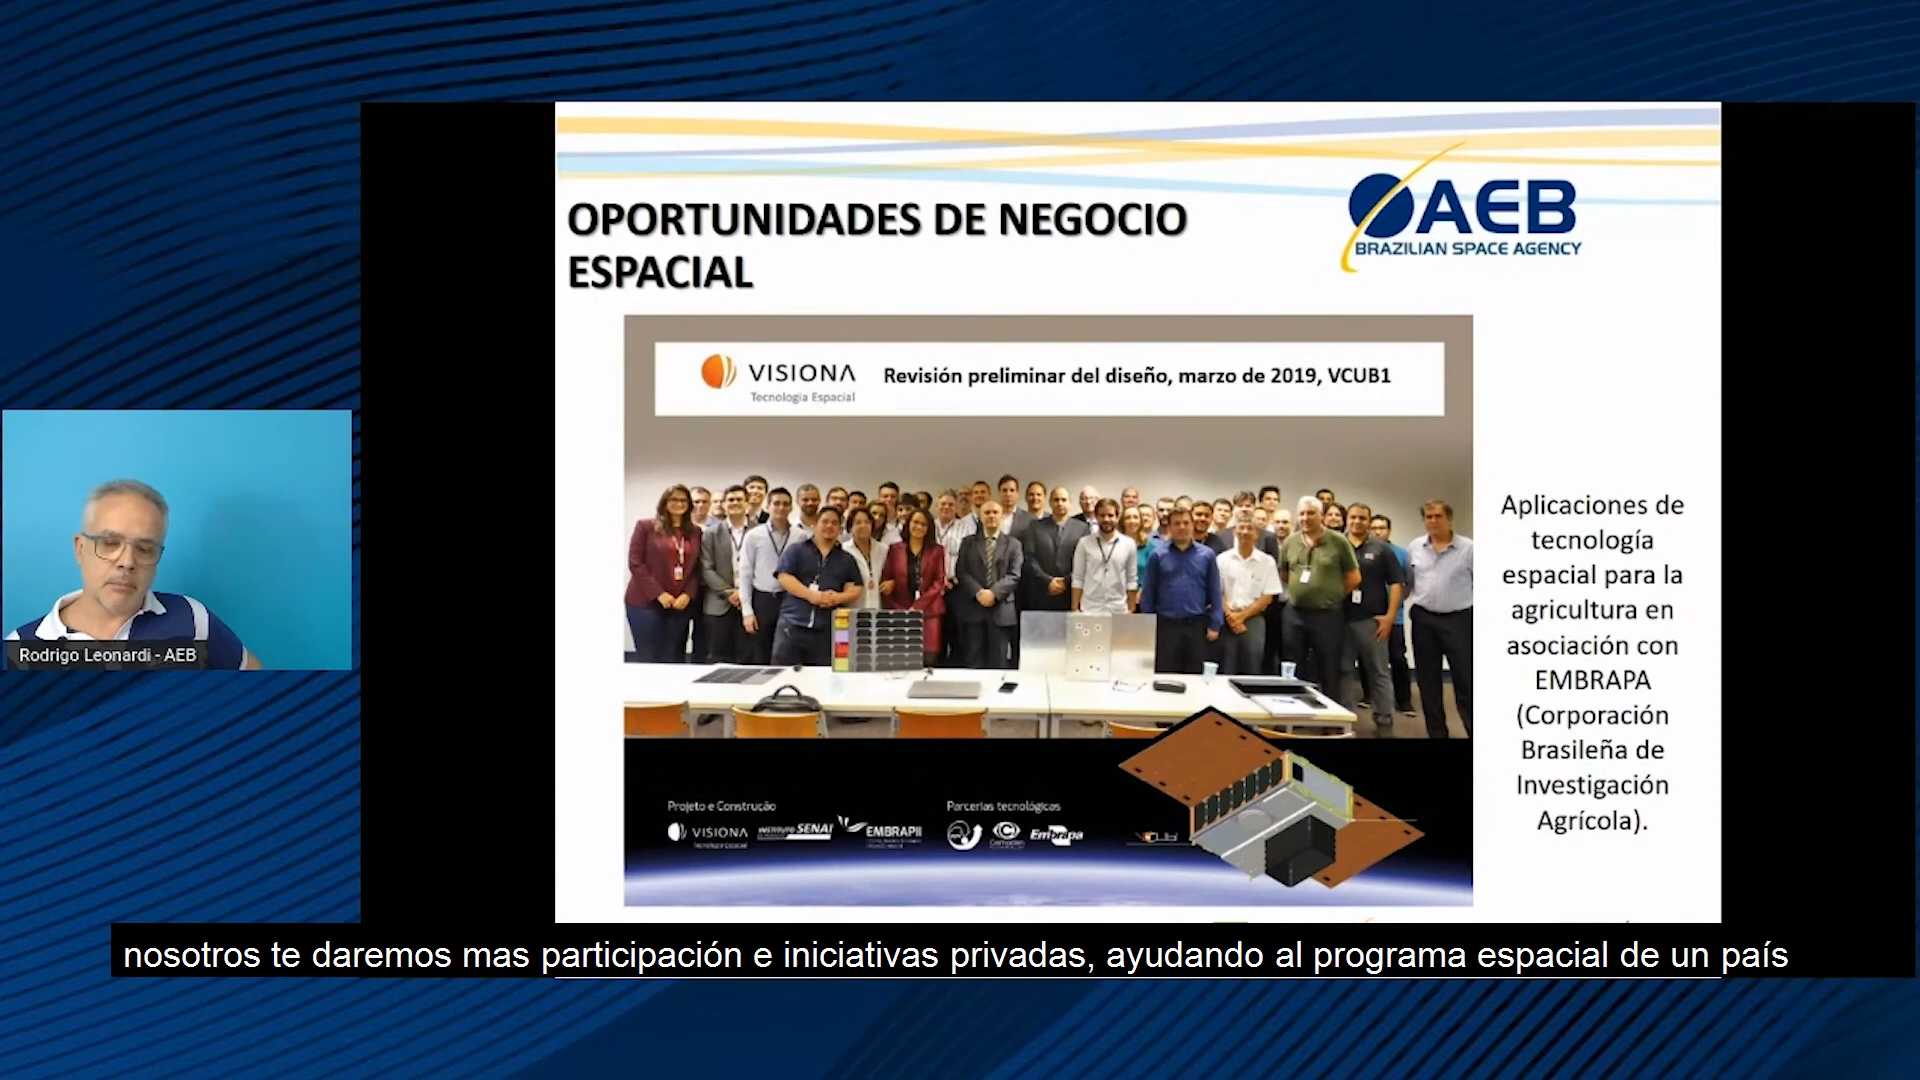 OPORTUNIDADES DE NEGOCIO
ESPACIAL
AEB
BRAZILIAN SPACE AGENCY
VISIONA
Tecnologia Espacial
Revisión preliminar del diseño, marzo de 2019, VCUB1
Aplicaciones de
tecnología
espacial para la
agricultura en
asociación con
EMBRAPA
(Corporación
Brasileña de
Investigación
Agrícola).
Rodrigo Leonardi - AEB
Projeto e Construção
VISIONA
Tecnologia Espacial
INSTITUTO SENAI
EMBRAPII
Parcerias tecnológicas
Cemaden
Embrapa
nosotros te daremos mas participación e iniciativas privadas, ayudando al programa espacial de un país